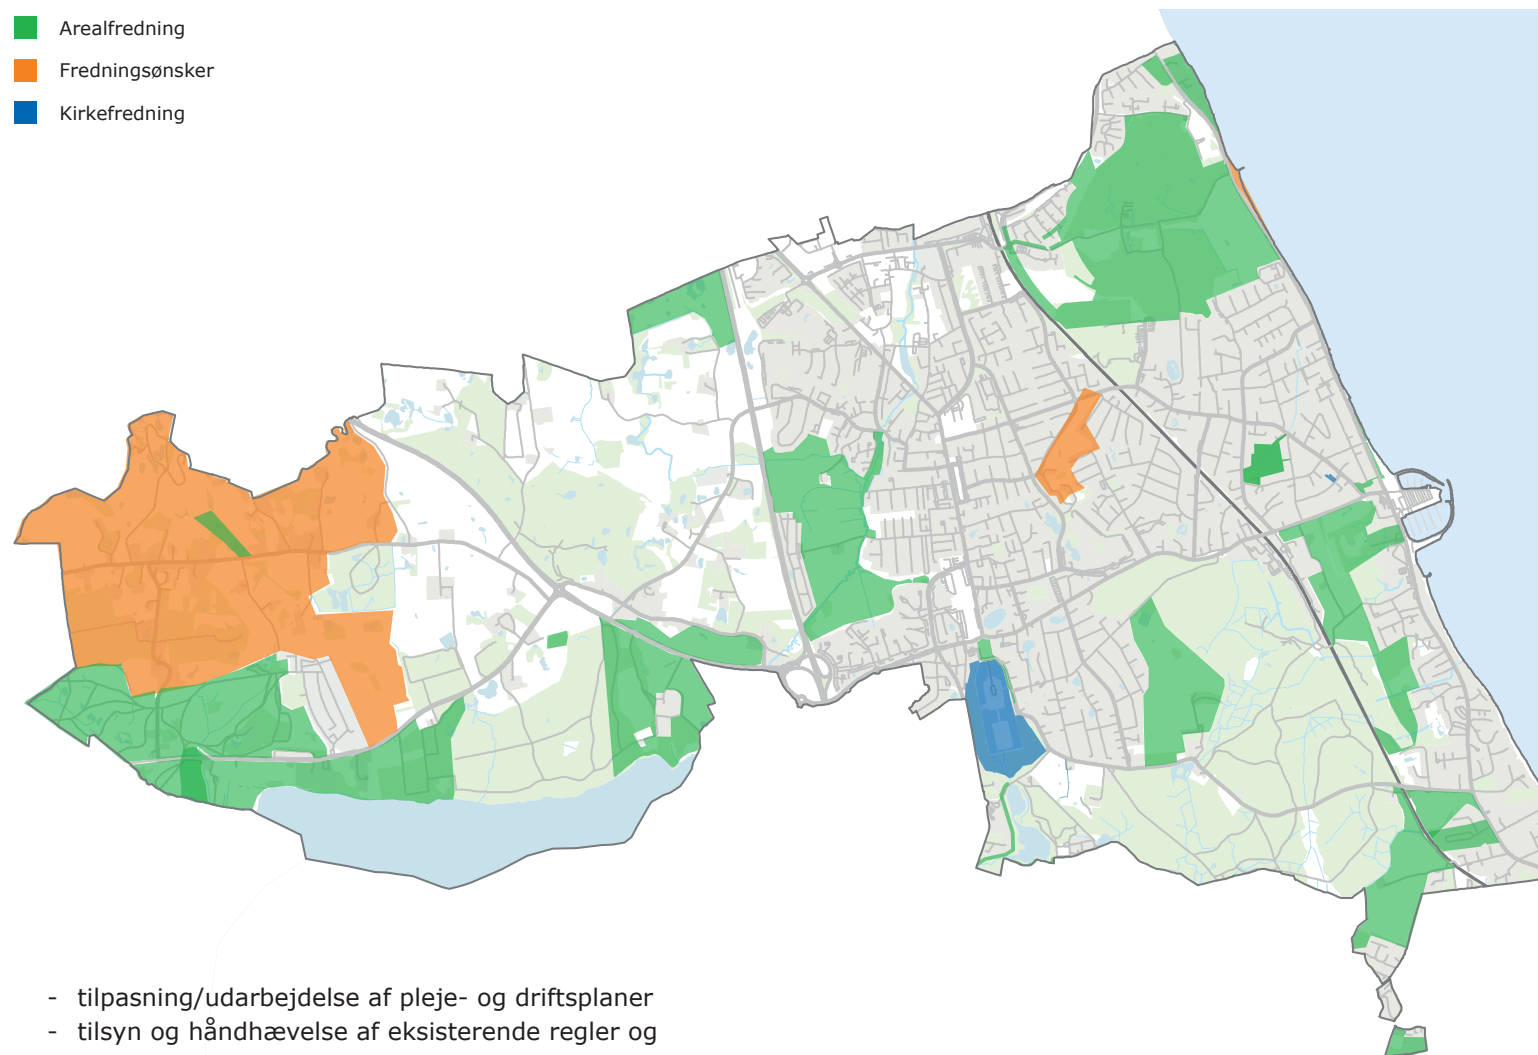 Arealfredning
Fredningsønsker
Kirkefredning
- tilpasning/udarbejdelse af pleje- og driftsplaner
- tilsyn og håndhævelse af eksisterende regler og